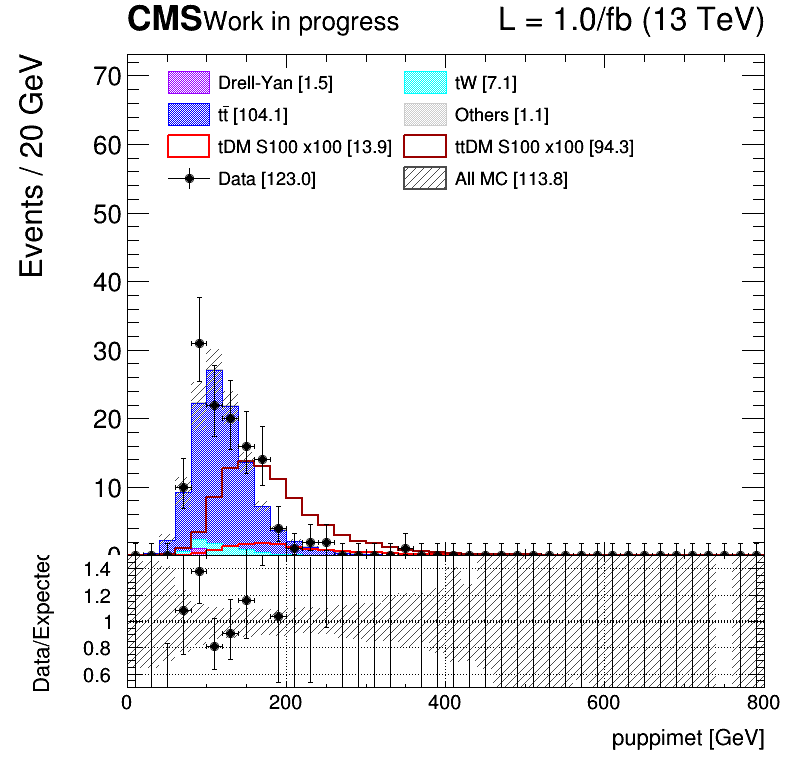 CMS Work in progress L = 1.0/fb (13 TeV)
Events / 20 GeV
70
60
50
40
30
20
10
0
Drell-Yan [1.5] tW [7.1]
tt̄ [104.1] Others [1.1]
tDM S100 x100 [13.9] ttDM S100 x100 [94.3]
Data [123.0] All MC [113.8]
Data/Expected
1.4
1.2
1
0.8
0.6
0 200 400 600 800
puppimet [GeV]